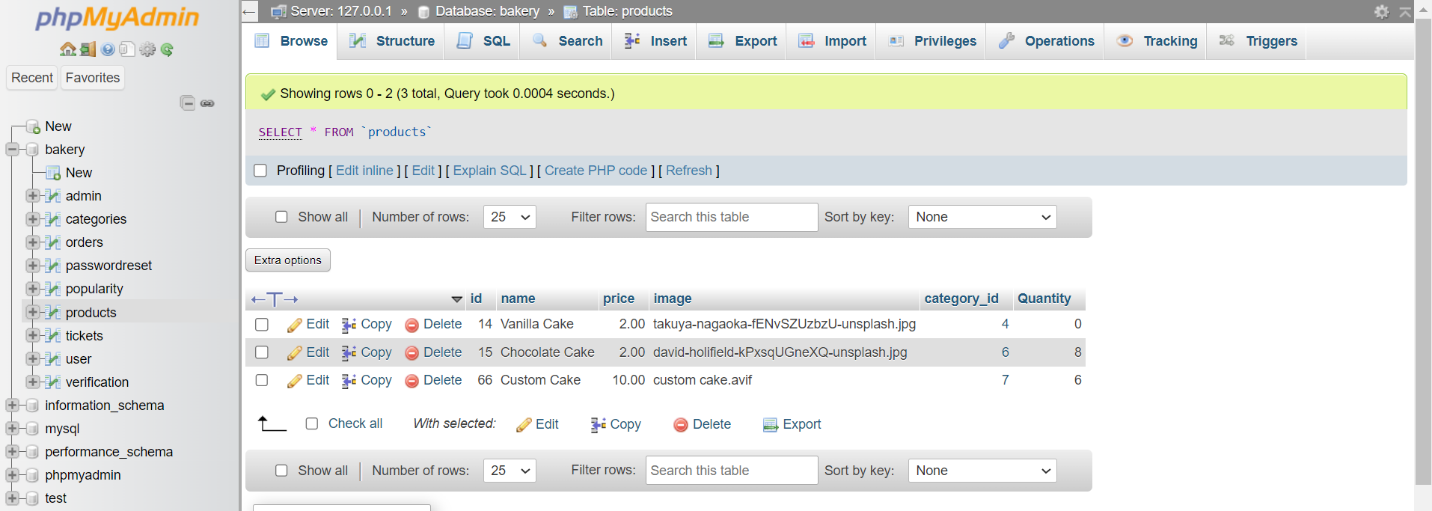 phpMyAdmin
Recent Favorites
New
bakery
New
admin
categories
orders
passwordreset
popularity
products
tickets
user
verification
information_schema
mysql
performance_schema
phpmyadmin
test
Server: 127.0.0.1 » Database: bakery » Table: products
Browse Structure SQL Search Insert Export Import Privileges Operations Tracking Triggers
Showing rows 0 - 2 (3 total, Query took 0.0004 seconds.)
SELECT * FROM `products`
Profiling [ Edit inline ] [ Edit ] [ Explain SQL ] [ Create PHP code ] [ Refresh ]
Show all Number of rows: 25 Filter rows: Search this table Sort by key: None
Extra options
id name price image category_id Quantity
Edit Copy Delete 14 Vanilla Cake 2.00 takuya-nagaoka-fENvSZUzbzU-unsplash.jpg 4 0
Edit Copy Delete 15 Chocolate Cake 2.00 david-holifield-kPxsqUGneXQ-unsplash.jpg 6 8
Edit Copy Delete 66 Custom Cake 10.00 custom cake.avif 7 6
Check all With selected: Edit Copy Delete Export
Show all Number of rows: 25 Filter rows: Search this table Sort by key: None